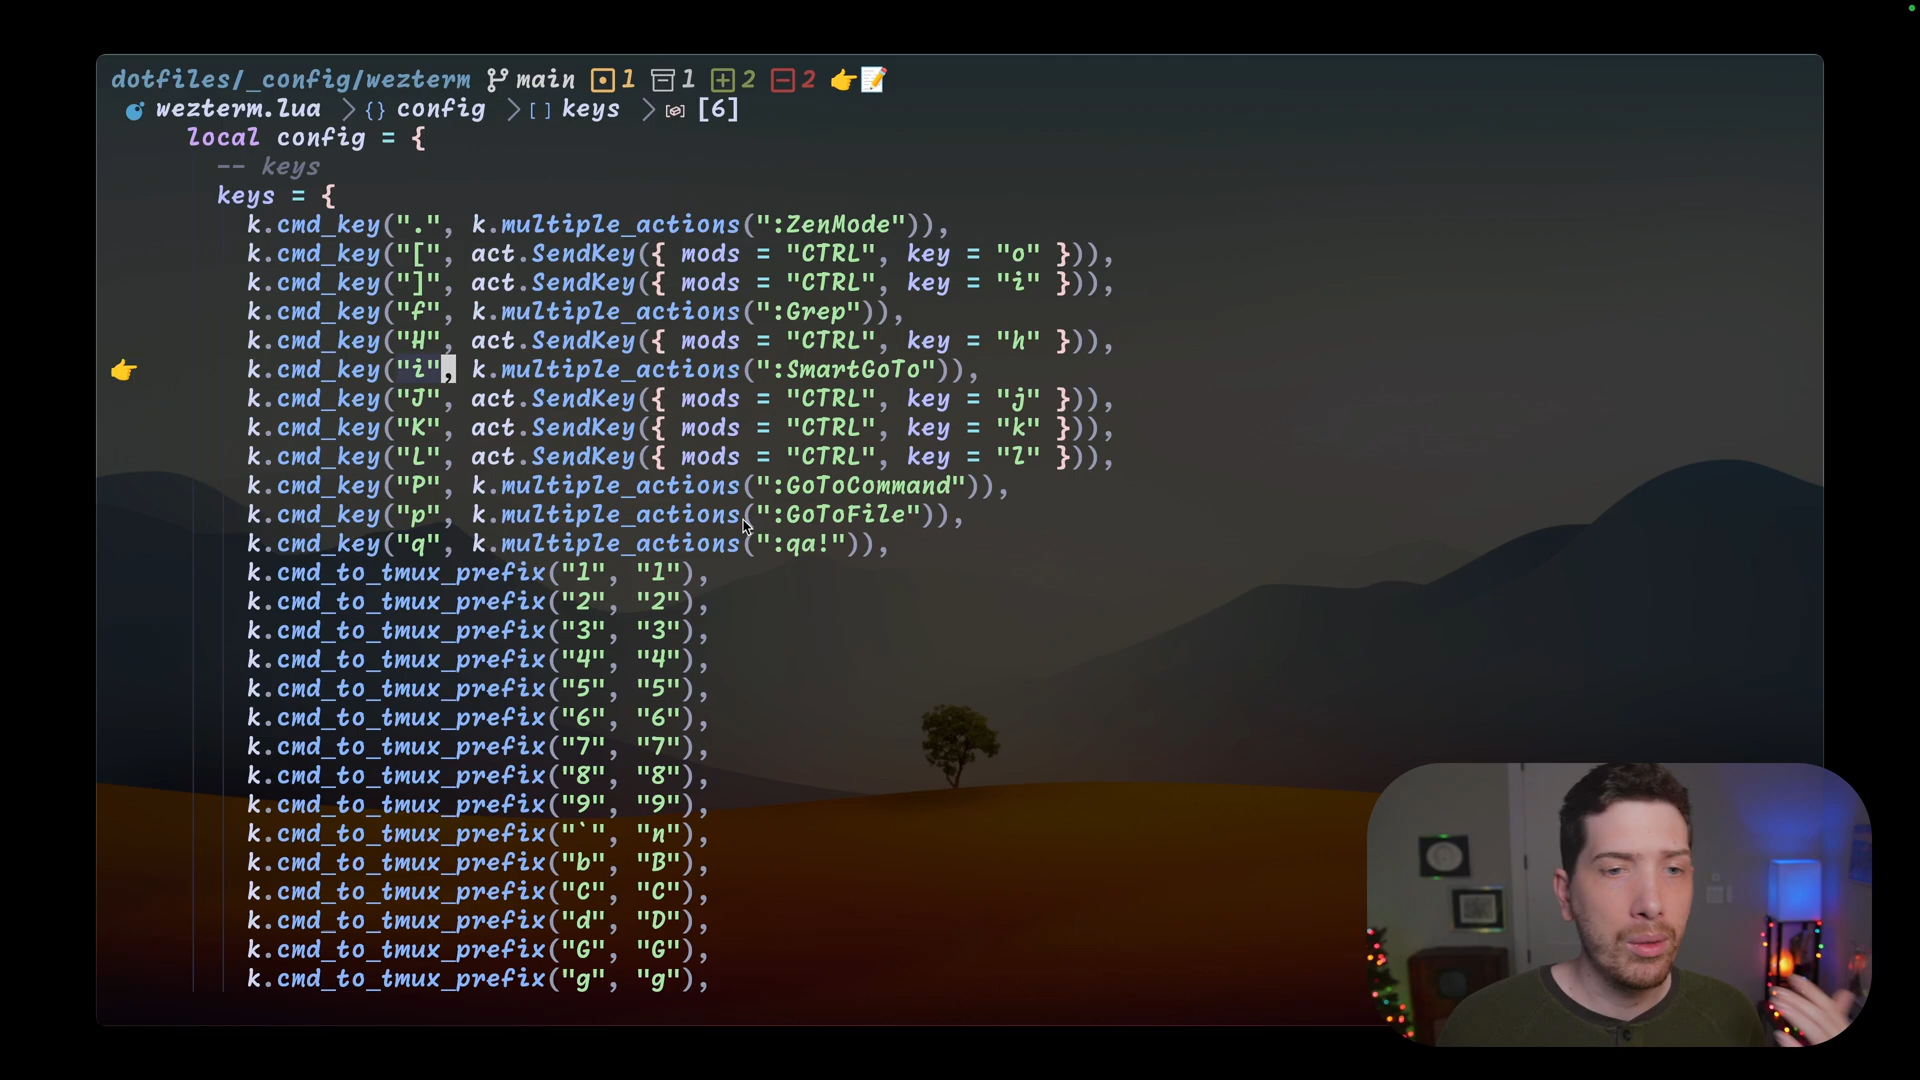 dotfiles/_config/wezterm main 1 1 2 2
wezterm.lua > {} config > [] keys > [6]
local config = {
-- keys
keys = {
k.cmd_key(".", k.multiple_actions(":ZenMode")),
k.cmd_key("[", act.SendKey({ mods = "CTRL", key = "o" })),
k.cmd_key("]", act.SendKey({ mods = "CTRL", key = "i" })),
k.cmd_key("f", k.multiple_actions(":Grep")),
k.cmd_key("H", act.SendKey({ mods = "CTRL", key = "h" })),
k.cmd_key("i", k.multiple_actions(":SmartGoTo")),
k.cmd_key("J", act.SendKey({ mods = "CTRL", key = "j" })),
k.cmd_key("K", act.SendKey({ mods = "CTRL", key = "k" })),
k.cmd_key("L", act.SendKey({ mods = "CTRL", key = "l" })),
k.cmd_key("P", k.multiple_actions(":GoToCommand")),
k.cmd_key("p", k.multiple_actions(":GoToFile")),
k.cmd_key("q", k.multiple_actions(":qa!")),
k.cmd_to_tmux_prefix("1", "1"),
k.cmd_to_tmux_prefix("2", "2"),
k.cmd_to_tmux_prefix("3", "3"),
k.cmd_to_tmux_prefix("4", "4"),
k.cmd_to_tmux_prefix("5", "5"),
k.cmd_to_tmux_prefix("6", "6"),
k.cmd_to_tmux_prefix("7", "7"),
k.cmd_to_tmux_prefix("8", "8"),
k.cmd_to_tmux_prefix("9", "9"),
k.cmd_to_tmux_prefix("`", "n"),
k.cmd_to_tmux_prefix("b", "B"),
k.cmd_to_tmux_prefix("C", "C"),
k.cmd_to_tmux_prefix("d", "D"),
k.cmd_to_tmux_prefix("G", "G"),
k.cmd_to_tmux_prefix("g", "g"),